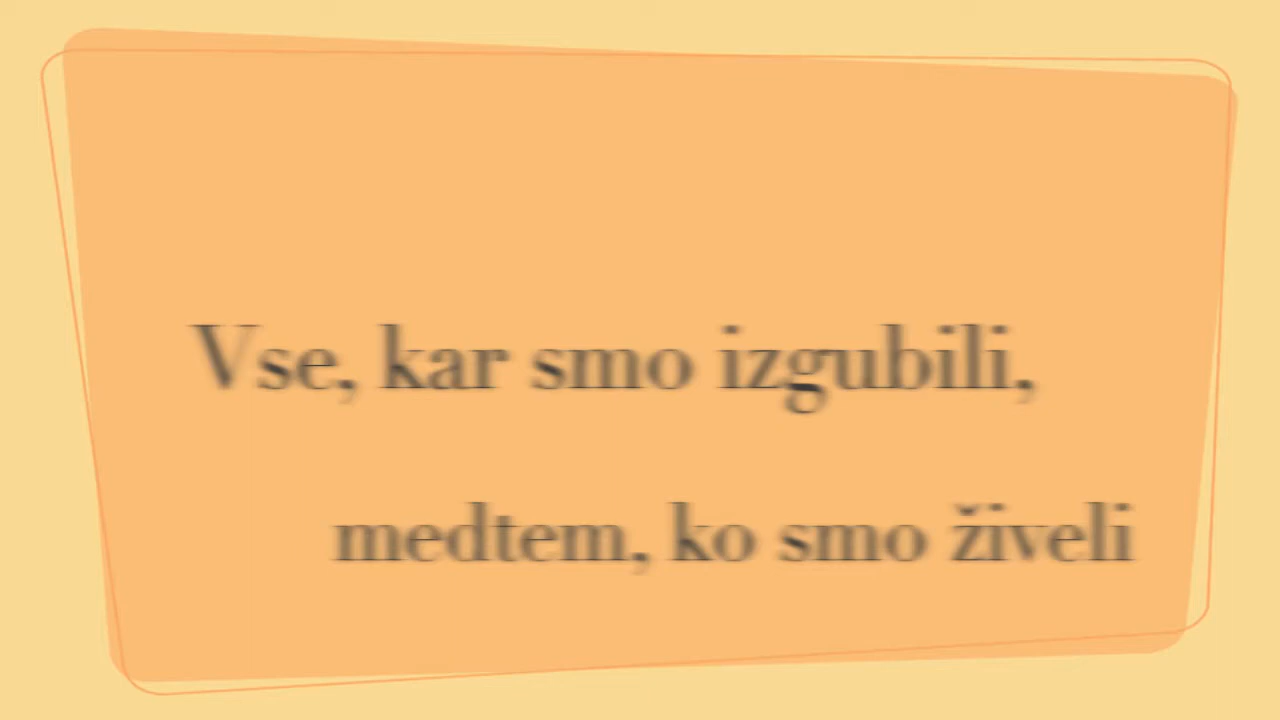 Vse, kar smo izgubili,
medtem, ko smo živeli